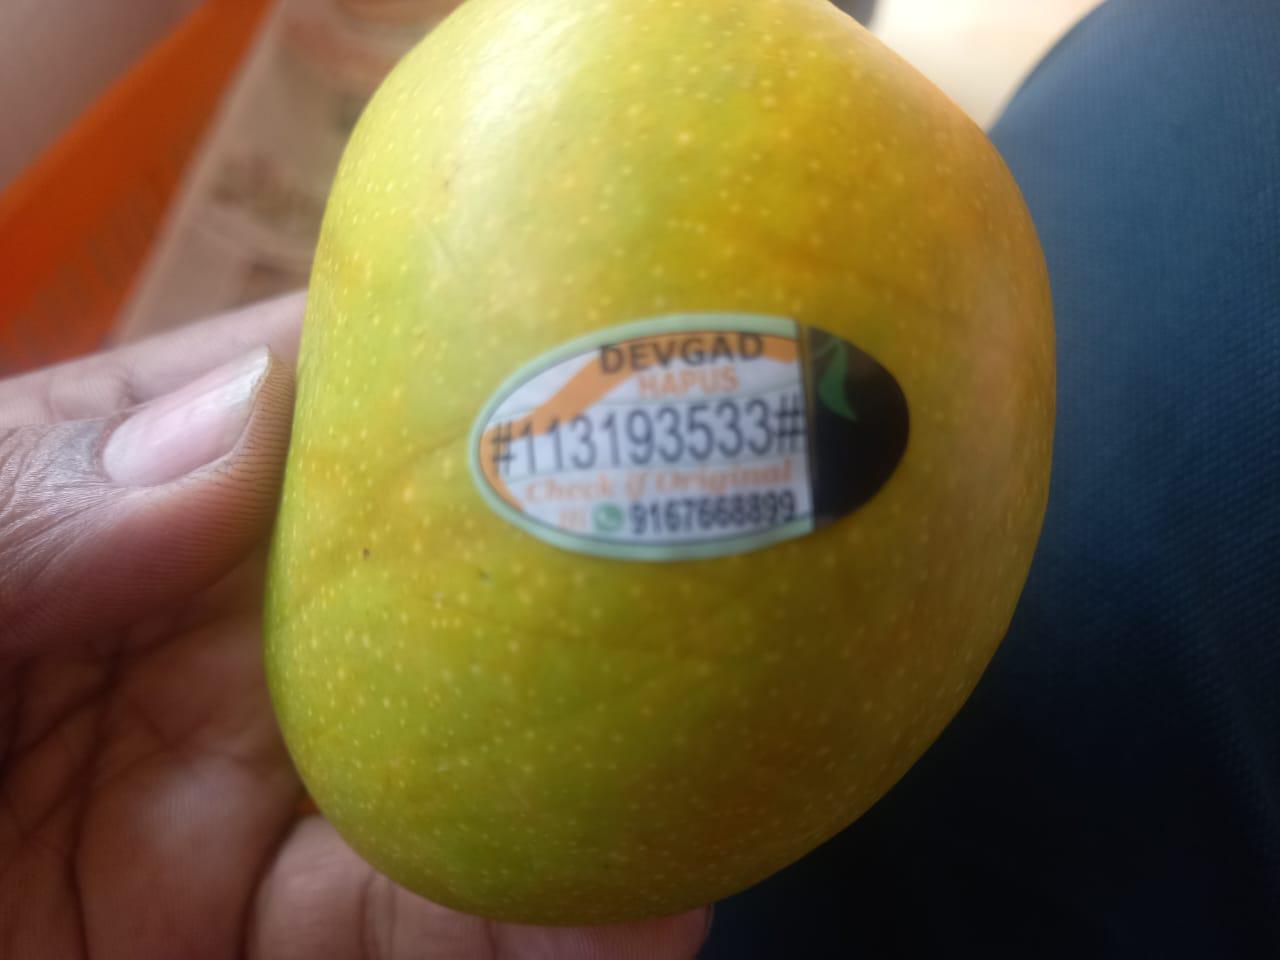 DEVGAD
HAPUS
#113193533#
Check if Original
9167668899